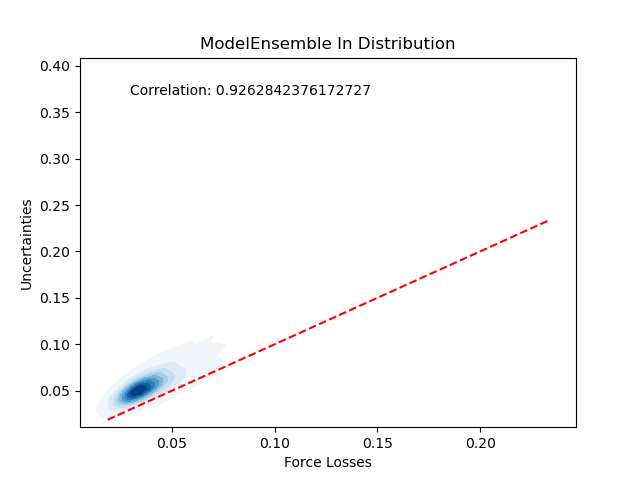 ModelEnsemble In Distribution
Correlation: 0.9262842376172727
Uncertainties
0.40
0.35
0.30
0.25
0.20
0.15
0.10
0.05
0.05 0.10 0.15 0.20
Force Losses